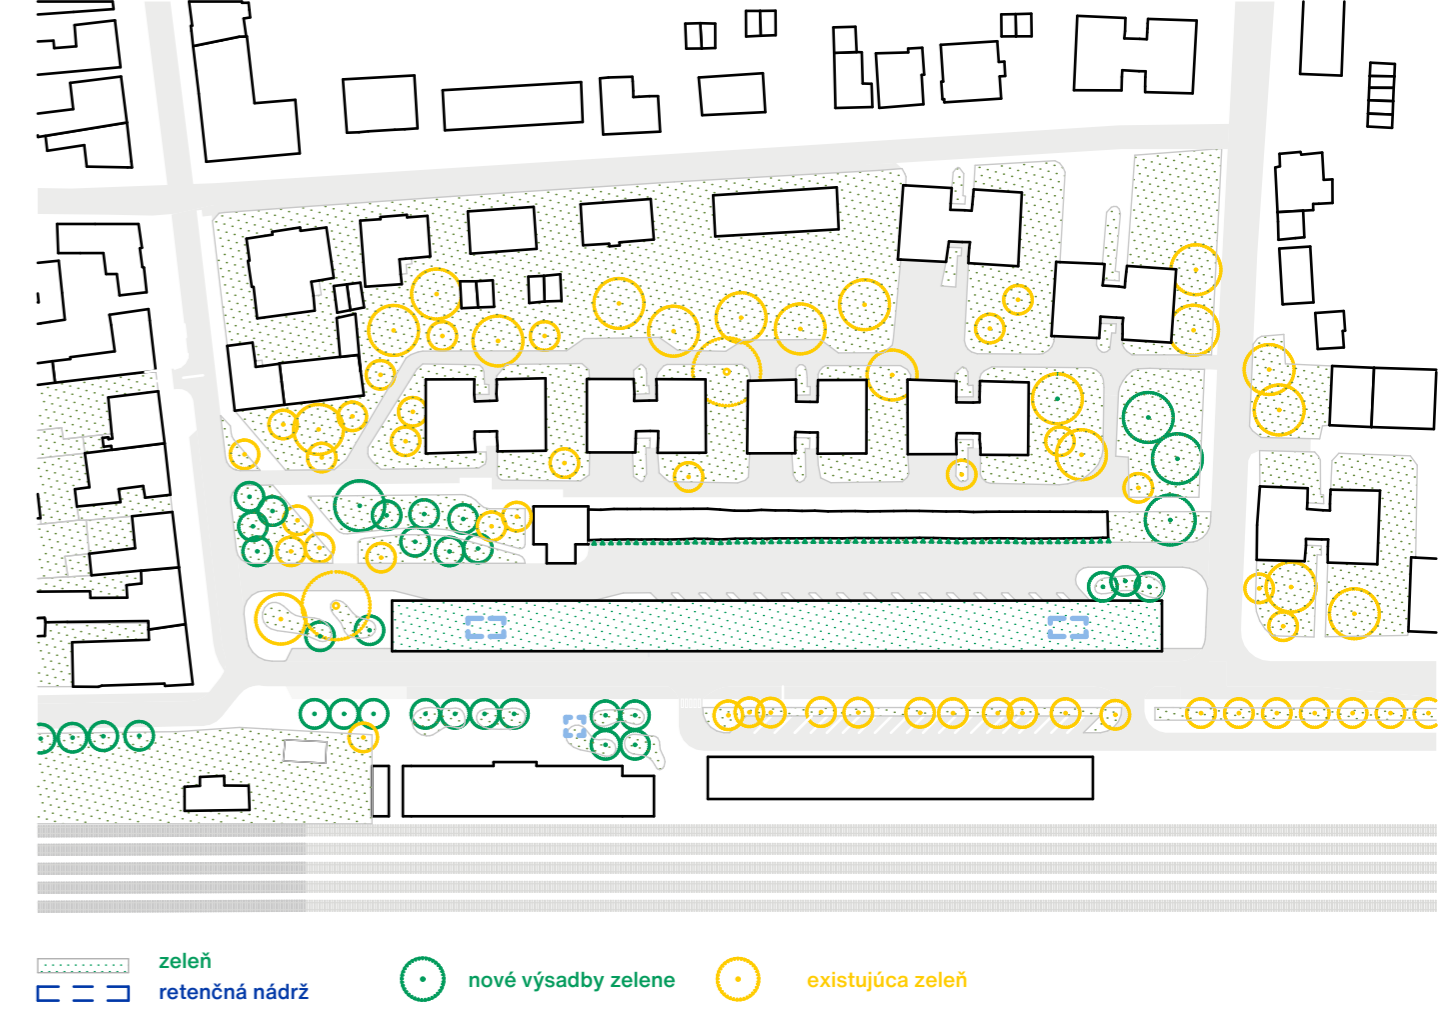 zeleň
retenčná nádrž
nové výsadby zelene
existujúca zeleň